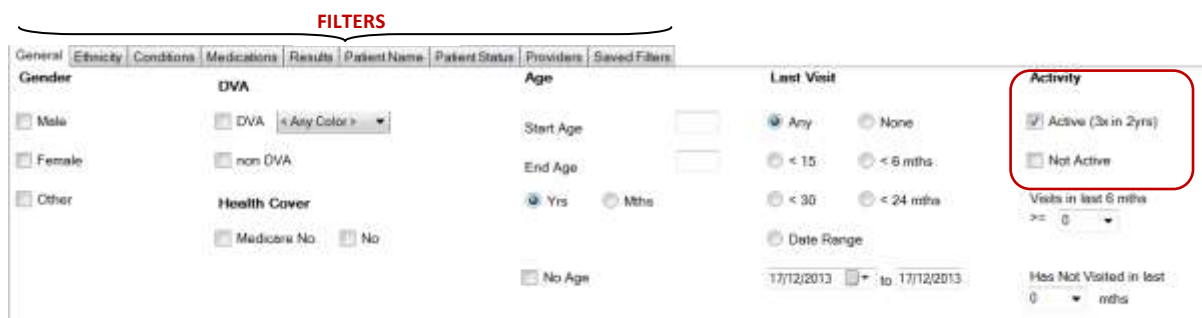 FILTERS
General Ethnicity Conditions Medications Results Patient Name Patient Status Providers Saved Filters
Gender DVA Age Last Visit Activity
Male DVA < Any Color > Start Age Any None Active (3x in 2yrs)
Female non DVA End Age < 15 < 6 mths Not Active
Other Health Cover Yrs Mths < 30 < 24 mths Visits in last 6 mths
>= 0
Medicare No. No Date Range
No Age 17/12/2013 to 17/12/2013 Has Not Visited in last
0 mths